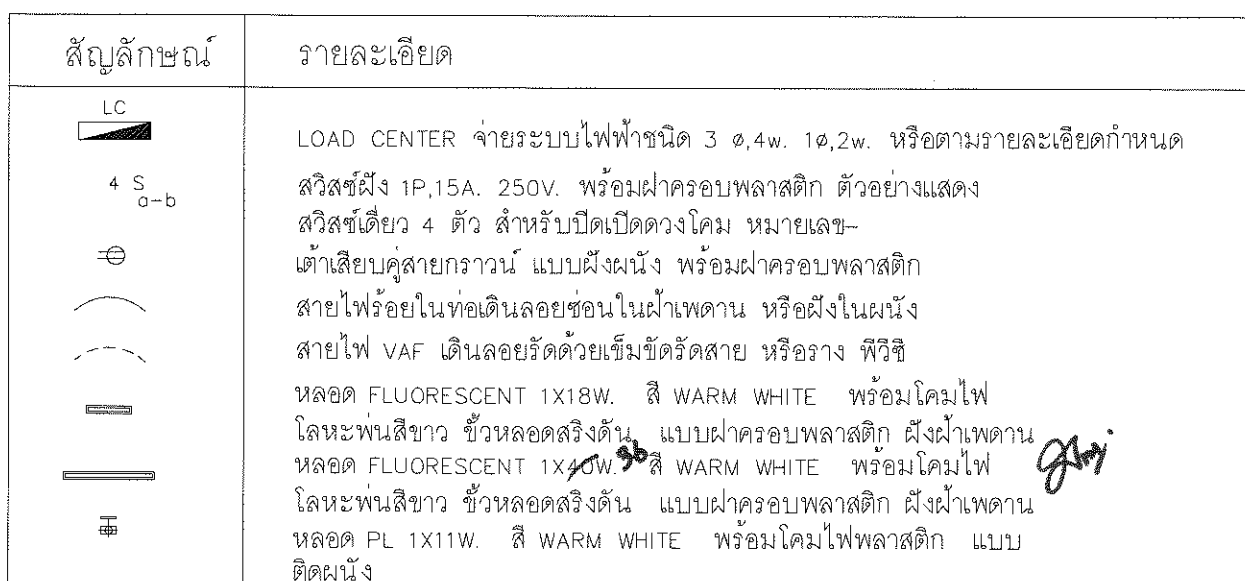 สัญลักษณ์ รายละเอียด
LC
LOAD CENTER จ่ายระบบไฟฟ้าชนิด 3 ø,4w. 1ø,2w. หรือตามรายละเอียดกำหนด
4 S สวิสซ์ฝัง 1P,15A. 250V. พร้อมฝาครอบพลาสติก ตัวอย่างแสดง
a-b
สวิสซ์เดี่ยว 4 ตัว สำหรับปิดเปิดดวงโคม หมายเลข-
เต้าเสียบคู่สายกราวน์ แบบฝังผนัง พร้อมฝาครอบพลาสติก
สายไฟร้อยในท่อเดินลอยซ่อนในฝ้าเพดาน หรือฝังในผนัง
สายไฟ VAF เดินลอยรัดด้วยเข็มขัดรัดสาย หรือราง พีวีซี
หลอด FLUORESCENT 1X18W. สี WARM WHITE พร้อมโคมไฟ
โลหะพ่นสีขาว ขั้วหลอดสริงดัน แบบฝาครอบพลาสติก ฝังฝ้าเพดาน
หลอด FLUORESCENT 1X40W. 36 สี WARM WHITE พร้อมโคมไฟ
โลหะพ่นสีขาว ขั้วหลอดสริงดัน แบบฝาครอบพลาสติก ฝังฝ้าเพดาน
หลอด PL 1X11W. สี WARM WHITE พร้อมโคมไฟพลาสติก แบบ
ติดผนัง